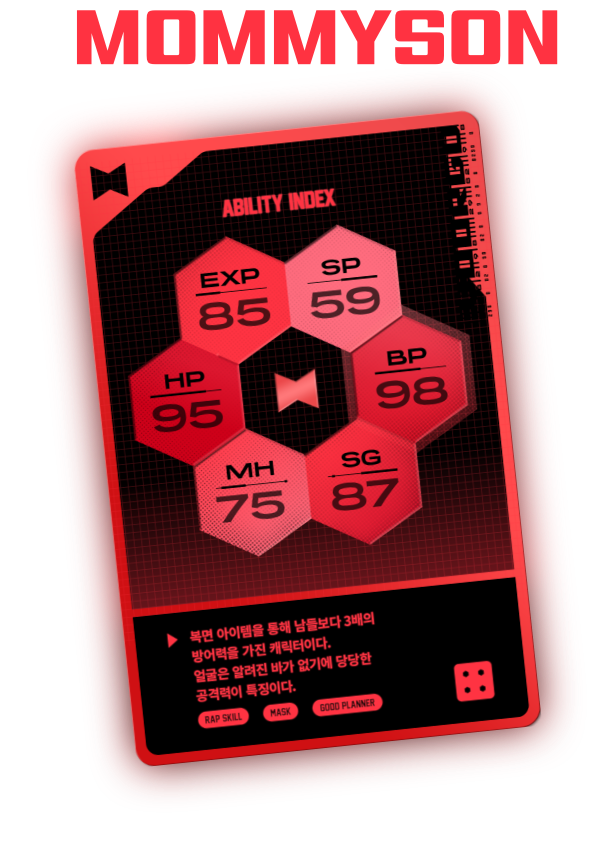 MOMMYSON
ABILITY INDEX
EXP
85
SP
59
HP
95
BP
98
MH
75
SG
87
복면 아이템을 통해 남들보다 3배의
방어력을 가진 캐릭터이다.
얼굴은 알려진 바가 없기에 당당한
공격력이 특징이다.
RAP SKILL
MASK
GOOD PLANNER